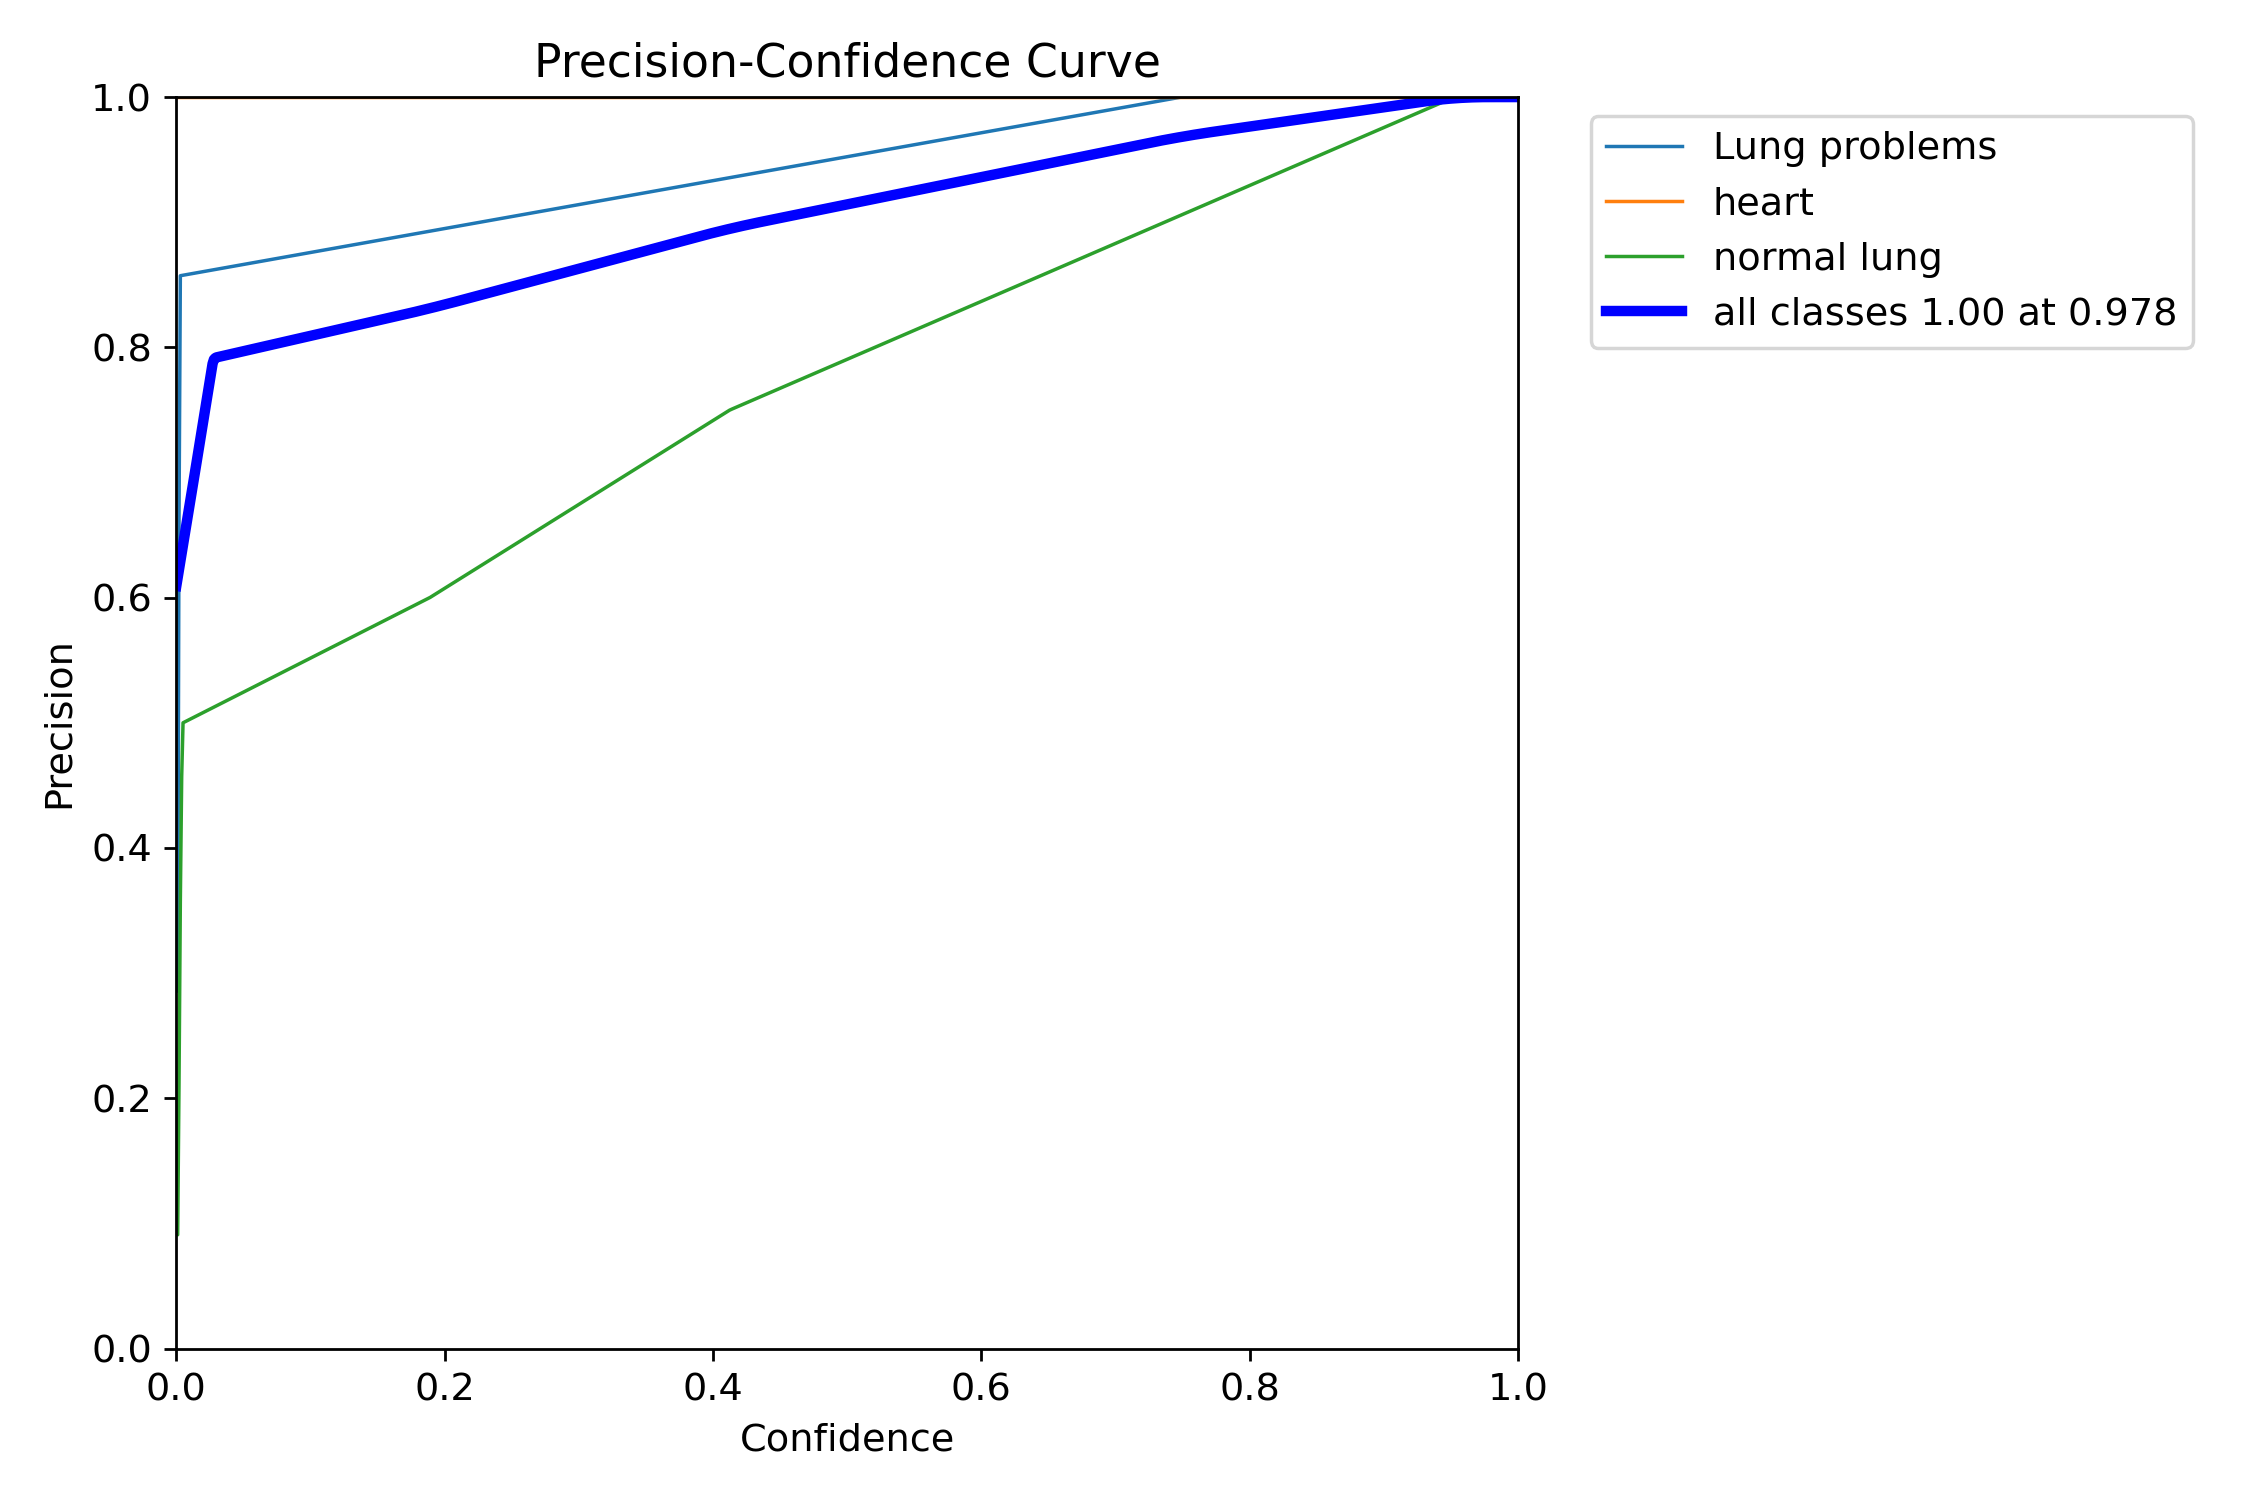 Precision-Confidence Curve
1.0
0.8
0.6
0.4
0.2
0.0
Precision
0.0 0.2 0.4 0.6 0.8 1.0
Confidence
Lung problems
heart
normal lung
all classes 1.00 at 0.978